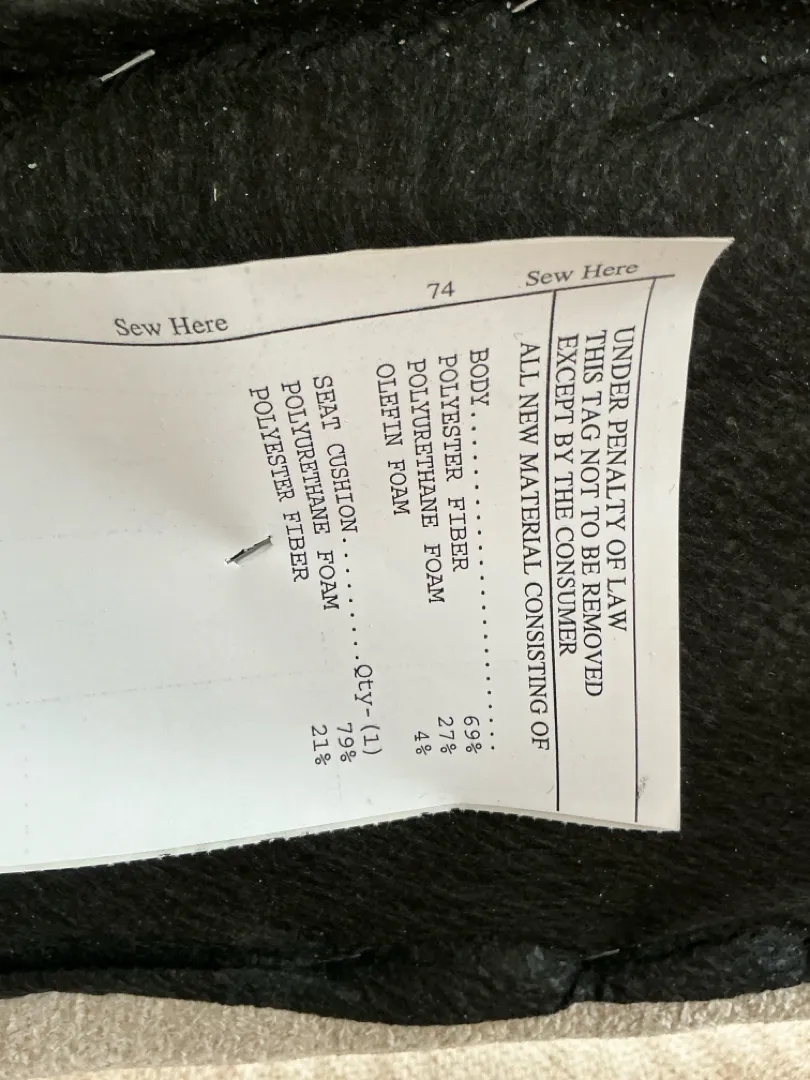 Sew Here
74
Sew Here
UNDER PENALTY OF LAW
THIS TAG NOT TO BE REMOVED
EXCEPT BY THE CONSUMER
ALL NEW MATERIAL CONSISTING OF
BODY..........................
POLYESTER FIBER 69%
POLYURETHANE FOAM 27%
OLEFIN FOAM 4%
SEAT CUSHION..........Qty-(1)
POLYURETHANE FOAM 79%
POLYESTER FIBER 21%